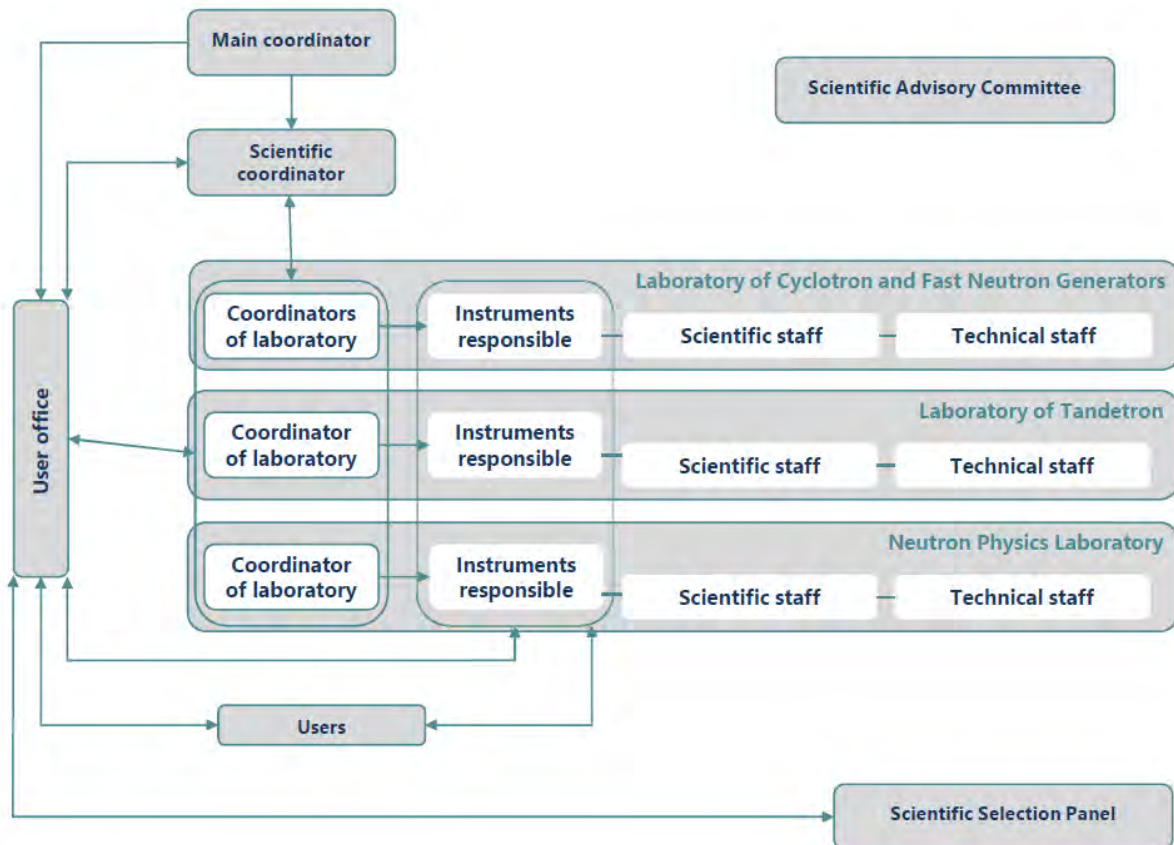 Main coordinator
Scientific Advisory Committee
Scientific
coordinator
Laboratory of Cyclotron and Fast Neutron Generators
Coordinators
of laboratory
Instruments
responsible
Scientific staff
Technical staff
Laboratory of Tandetron
Coordinator
of laboratory
Instruments
responsible
Scientific staff
Technical staff
User office
Neutron Physics Laboratory
Coordinator
of laboratory
Instruments
responsible
Scientific staff
Technical staff
Users
Scientific Selection Panel